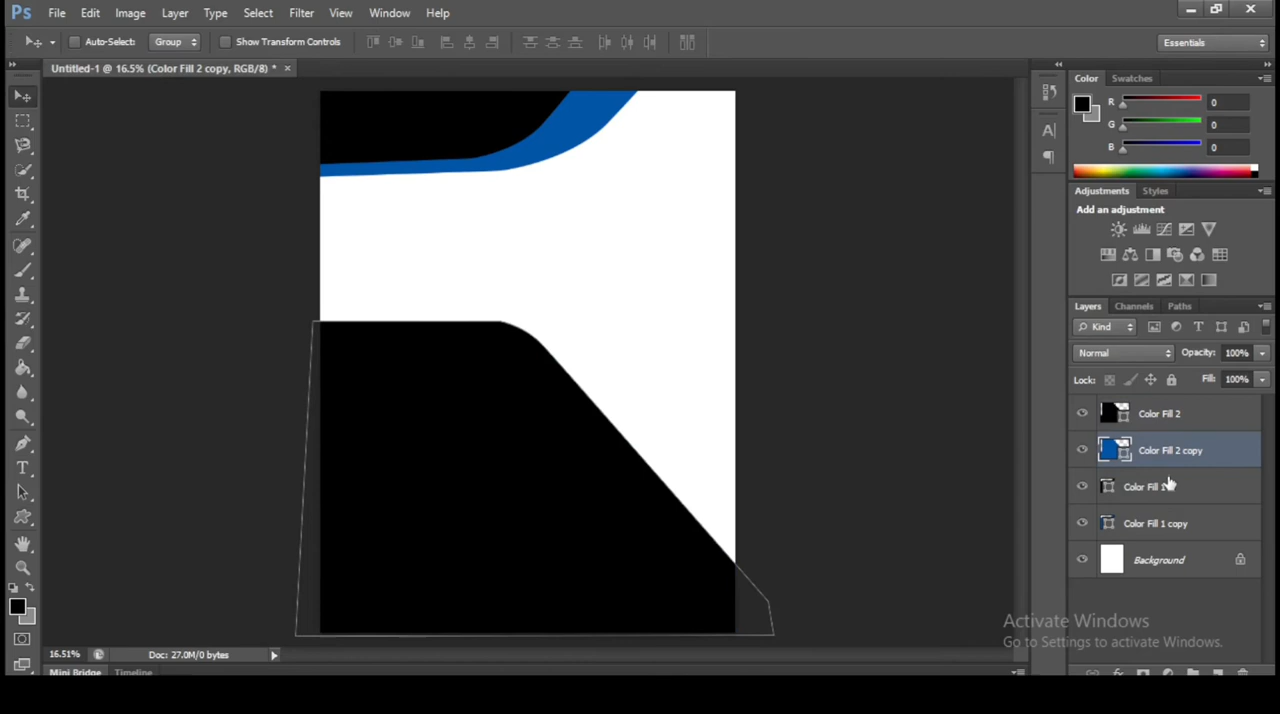 Ps File Edit Image Layer Type Select Filter View Window Help
Auto-Select: Group Show Transform Controls Essentials
Untitled-1 @ 16.5% (Color Fill 2 copy, RGB/8) * ×
Color Swatches
R 0
G 0
B 0
Adjustments Styles
Add an adjustment
Layers Channels Paths
Kind
Normal Opacity: 100%
Lock: Fill: 100%
Color Fill 2
Color Fill 2 copy
Color Fill 1
Color Fill 1 copy
Background
Activate Windows
Go to Settings to activate Windows.
16.51% Doc: 27.0M/0 bytes
Mini Bridge Timeline